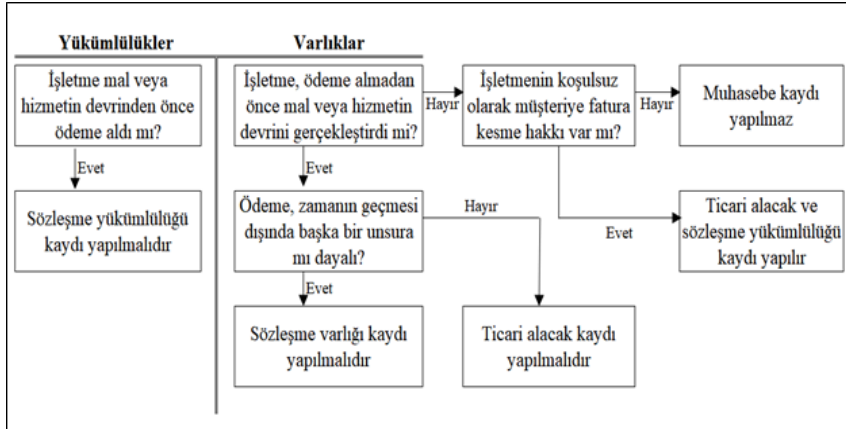 Yükümlülükler
Varlıklar
İşletme mal veya
hizmetin devrinden önce
ödeme aldı mı?
Evet
Sözleşme yükümlülüğü
kaydı yapılmalıdır
İşletme, ödeme almadan
önce mal veya hizmetin
devrini gerçekleştirdi mi?
Hayır
İşletmenin koşulsuz
olarak müşteriye fatura
kesme hakkı var mı?
Hayır
Muhasebe kaydı
yapılmaz
Evet
Ödeme, zamanın geçmesi
dışında başka bir unsura
mı dayalı?
Hayır
Evet
Ticari alacak ve
sözleşme yükümlülüğü
kaydı yapılır
Evet
Sözleşme varlığı kaydı
yapılmalıdır
Ticari alacak kaydı
yapılmalıdır